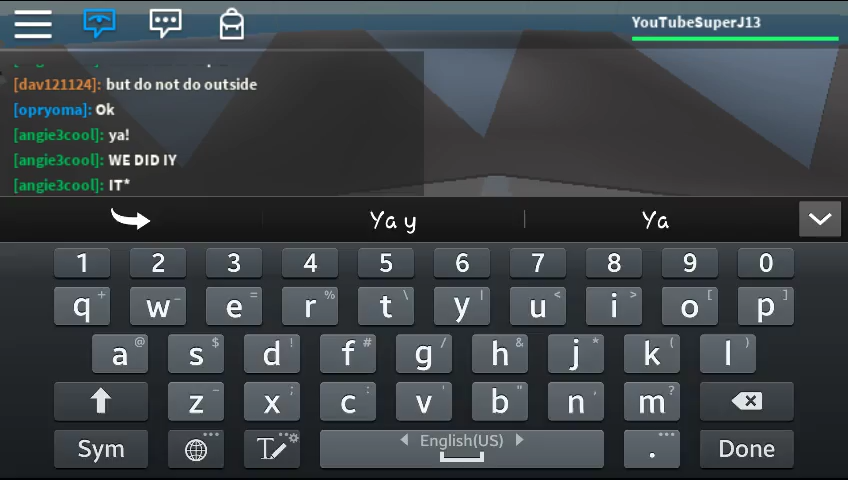 YouTubeSuperJ13
[dav121124]: but do not do outside
[opryoma]: Ok
[angie3cool]: ya!
[angie3cool]: WE DID IY
[angie3cool]: IT*
Yay Ya
1 2 3 4 5 6 7 8 9 0
q + w - e = r % t \ y | u < i > o [ p ]
a @ s $ d ! f # g / h & j * k ( l )
z - x ; c : v ' b " n , m ?
Sym English(US) . Done